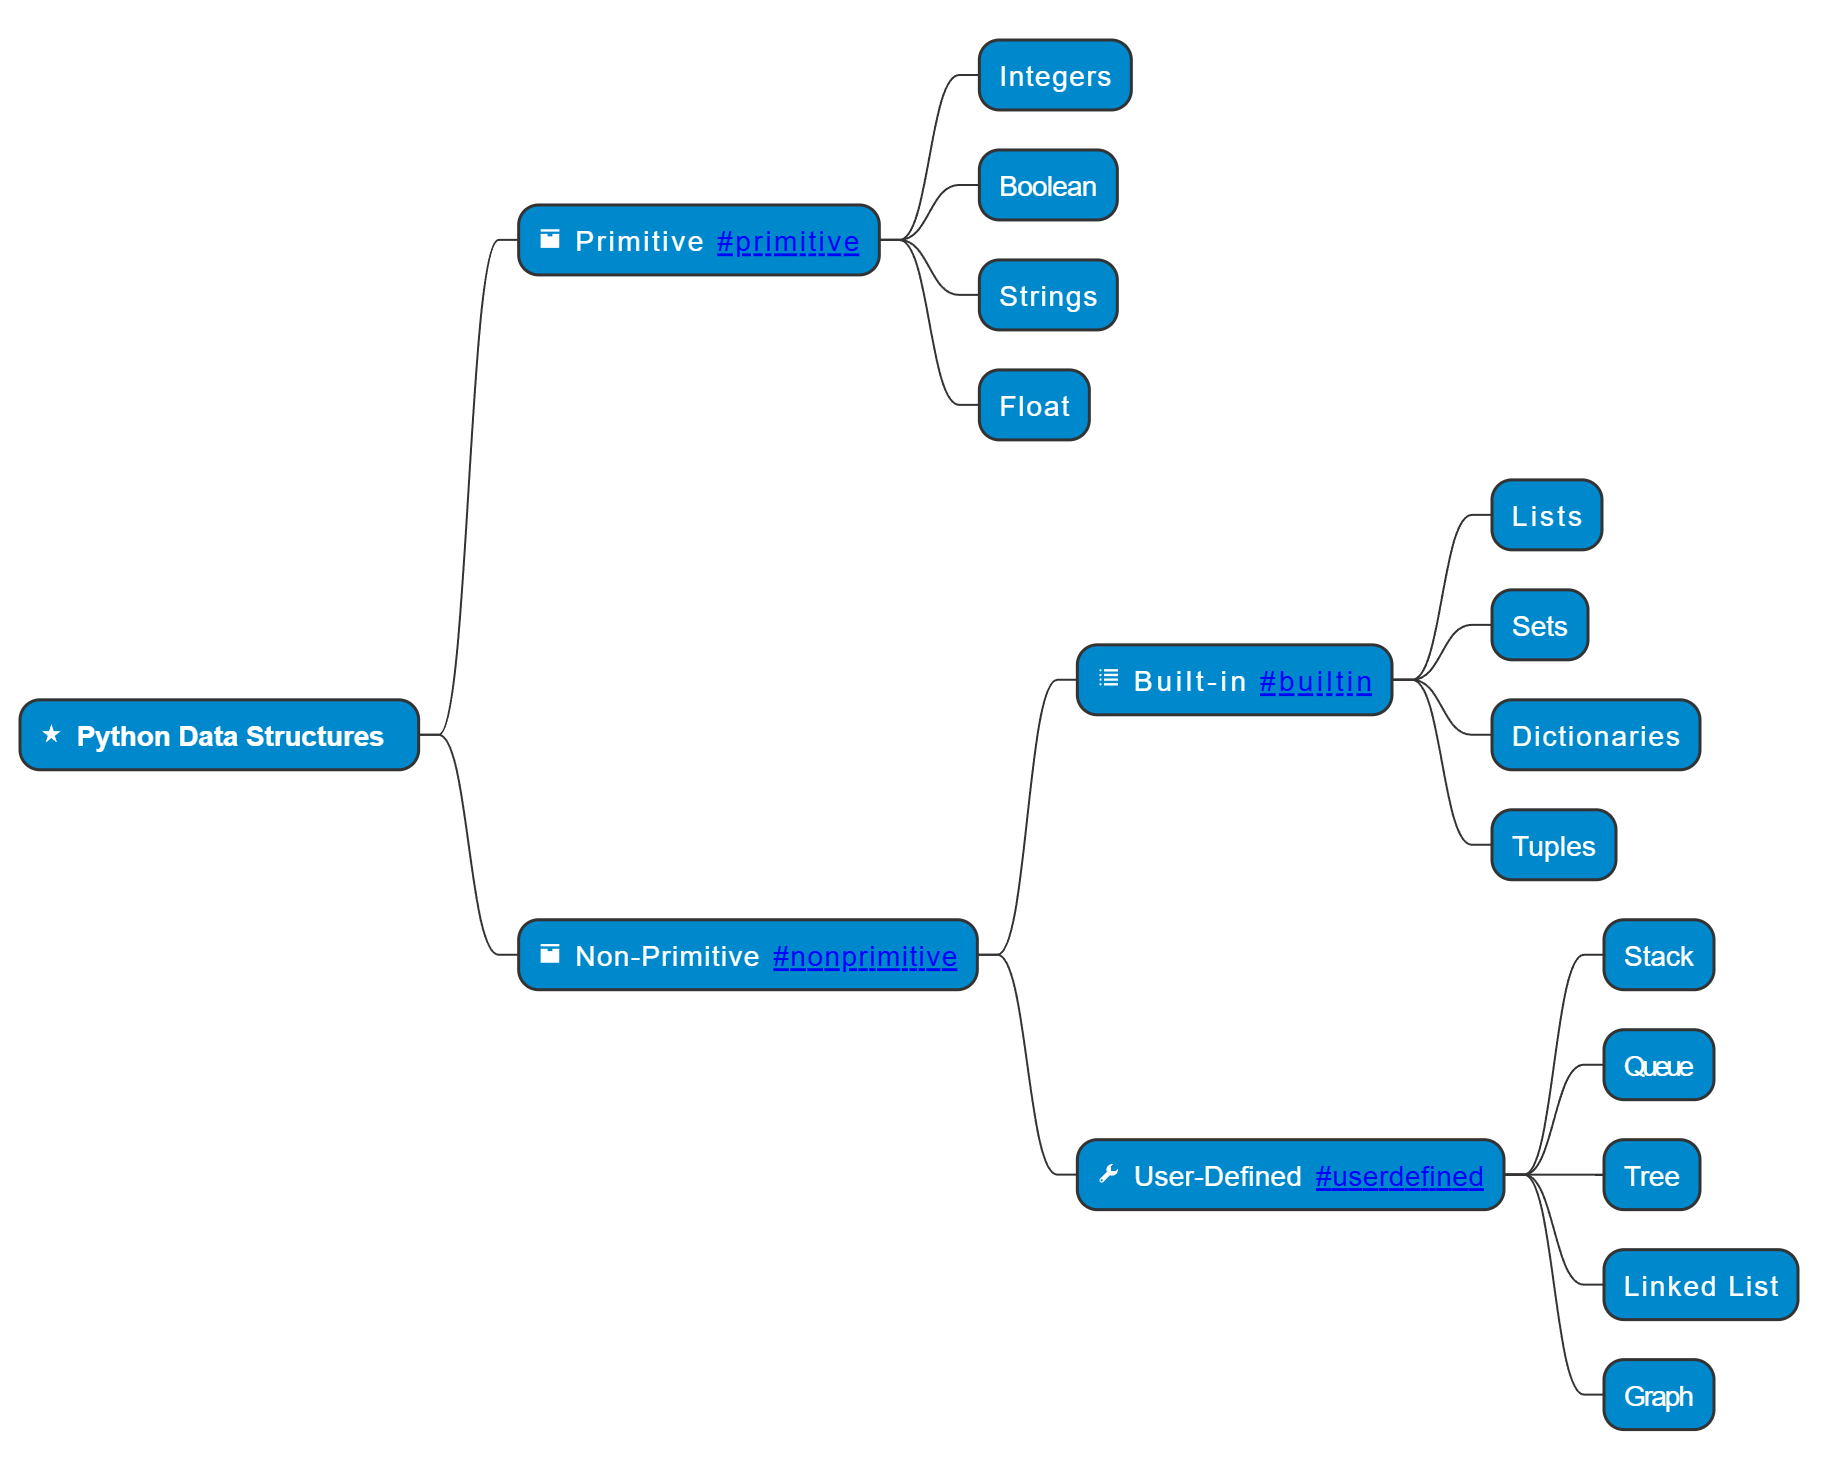 Python Data Structures
Primitive #primitive
Integers
Boolean
Strings
Float
Non-Primitive #nonprimitive
Built-in #builtin
Lists
Sets
Dictionaries
Tuples
User-Defined #userdefined
Stack
Queue
Tree
Linked List
Graph